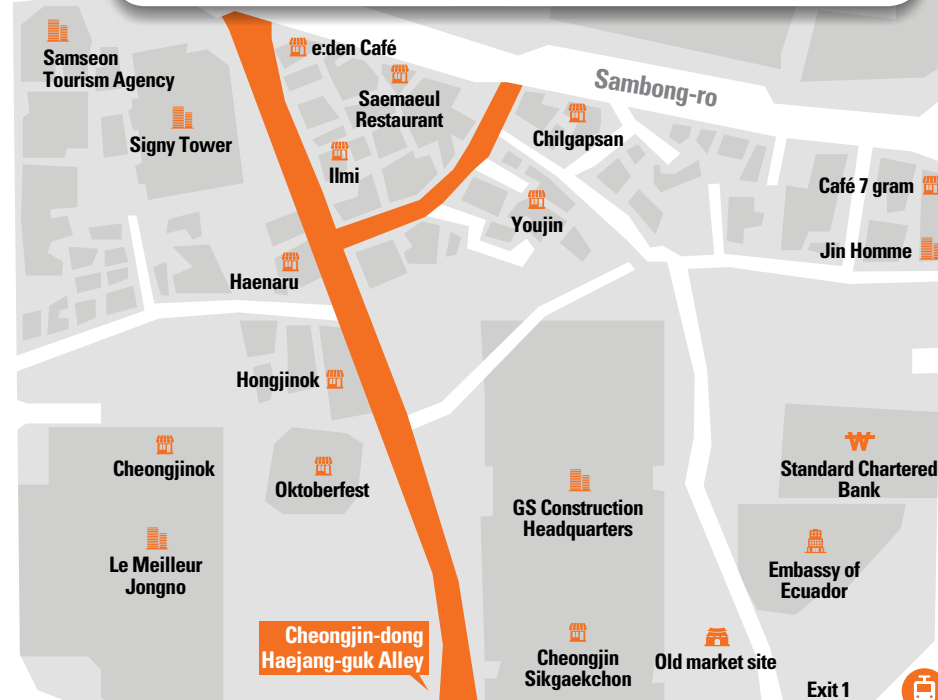 Samseon
Tourism Agency
e:den Café
Saemaeul
Restaurant
Sambong-ro
Signy Tower
Chilgapsan
Ilmi
Café 7 gram
Youjin
Jin Homme
Haenaru
Hongjinok
Cheongjinok
Oktoberfest
Standard Chartered
Bank
GS Construction
Headquarters
Le Meilleur
Jongno
Embassy of
Ecuador
Cheongjin-dong
Haejang-guk Alley
Cheongjin
Sikgaekchon
Old market site
Exit 1